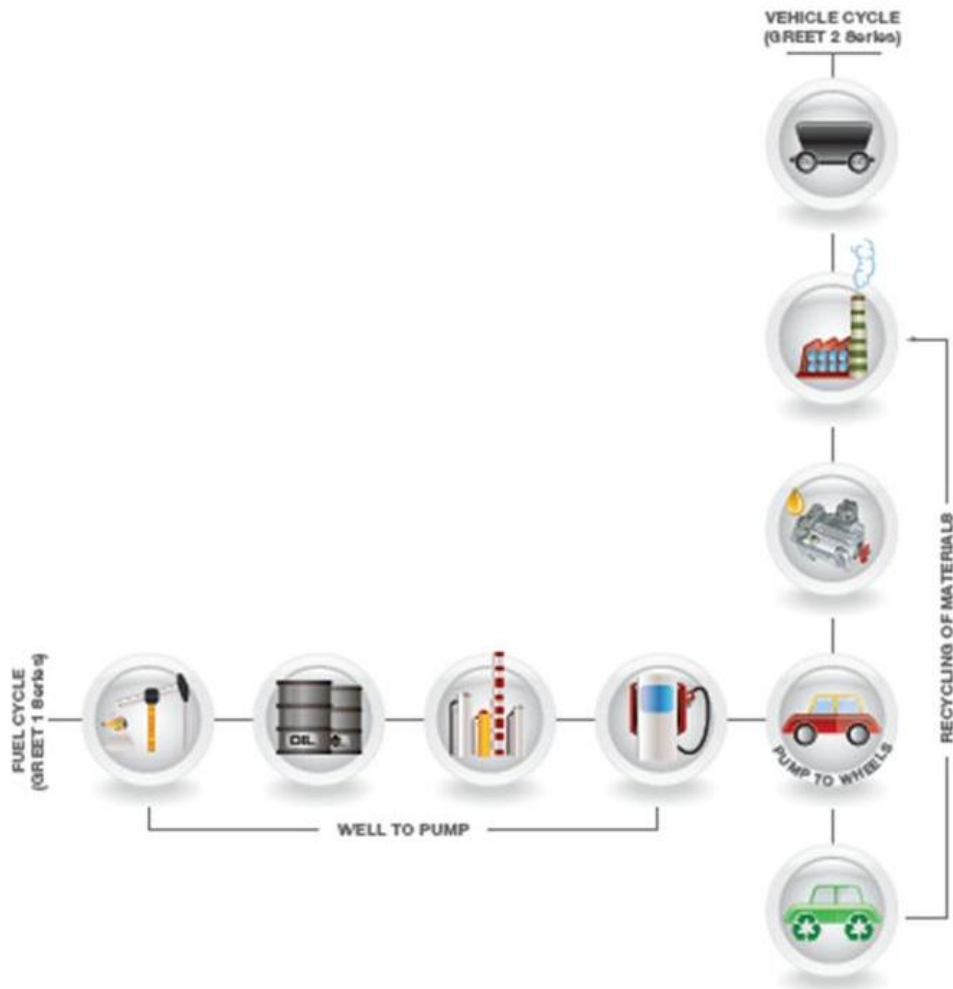 VEHICLE CYCLE
(GREET 2 Series)
RECYCLING OF MATERIALS
FUEL CYCLE
(GREET 1 Series)
OIL
PUMP TO WHEELS
WELL TO PUMP